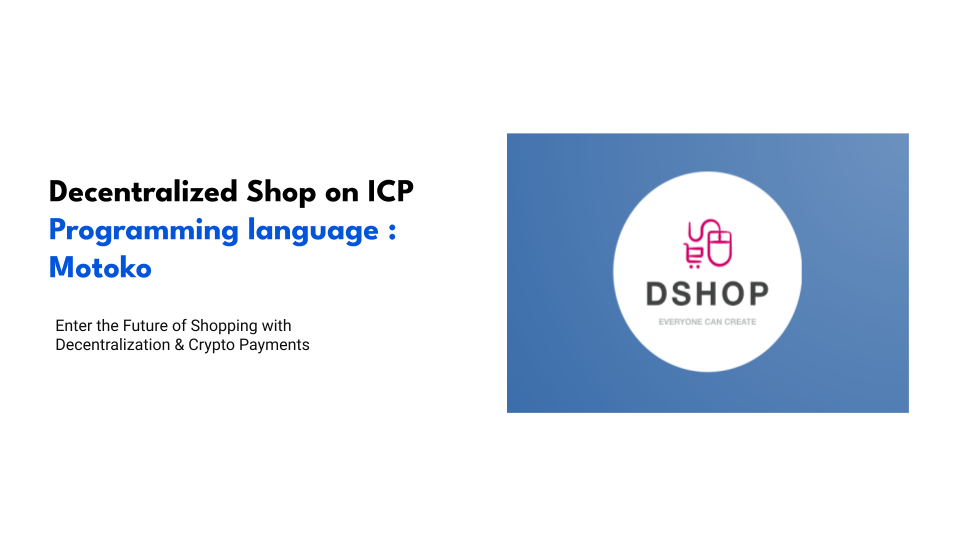 Decentralized Shop on ICP
Programming language :
Motoko
Enter the Future of Shopping with
Decentralization & Crypto Payments
DSHOP
EVERYONE CAN CREATE